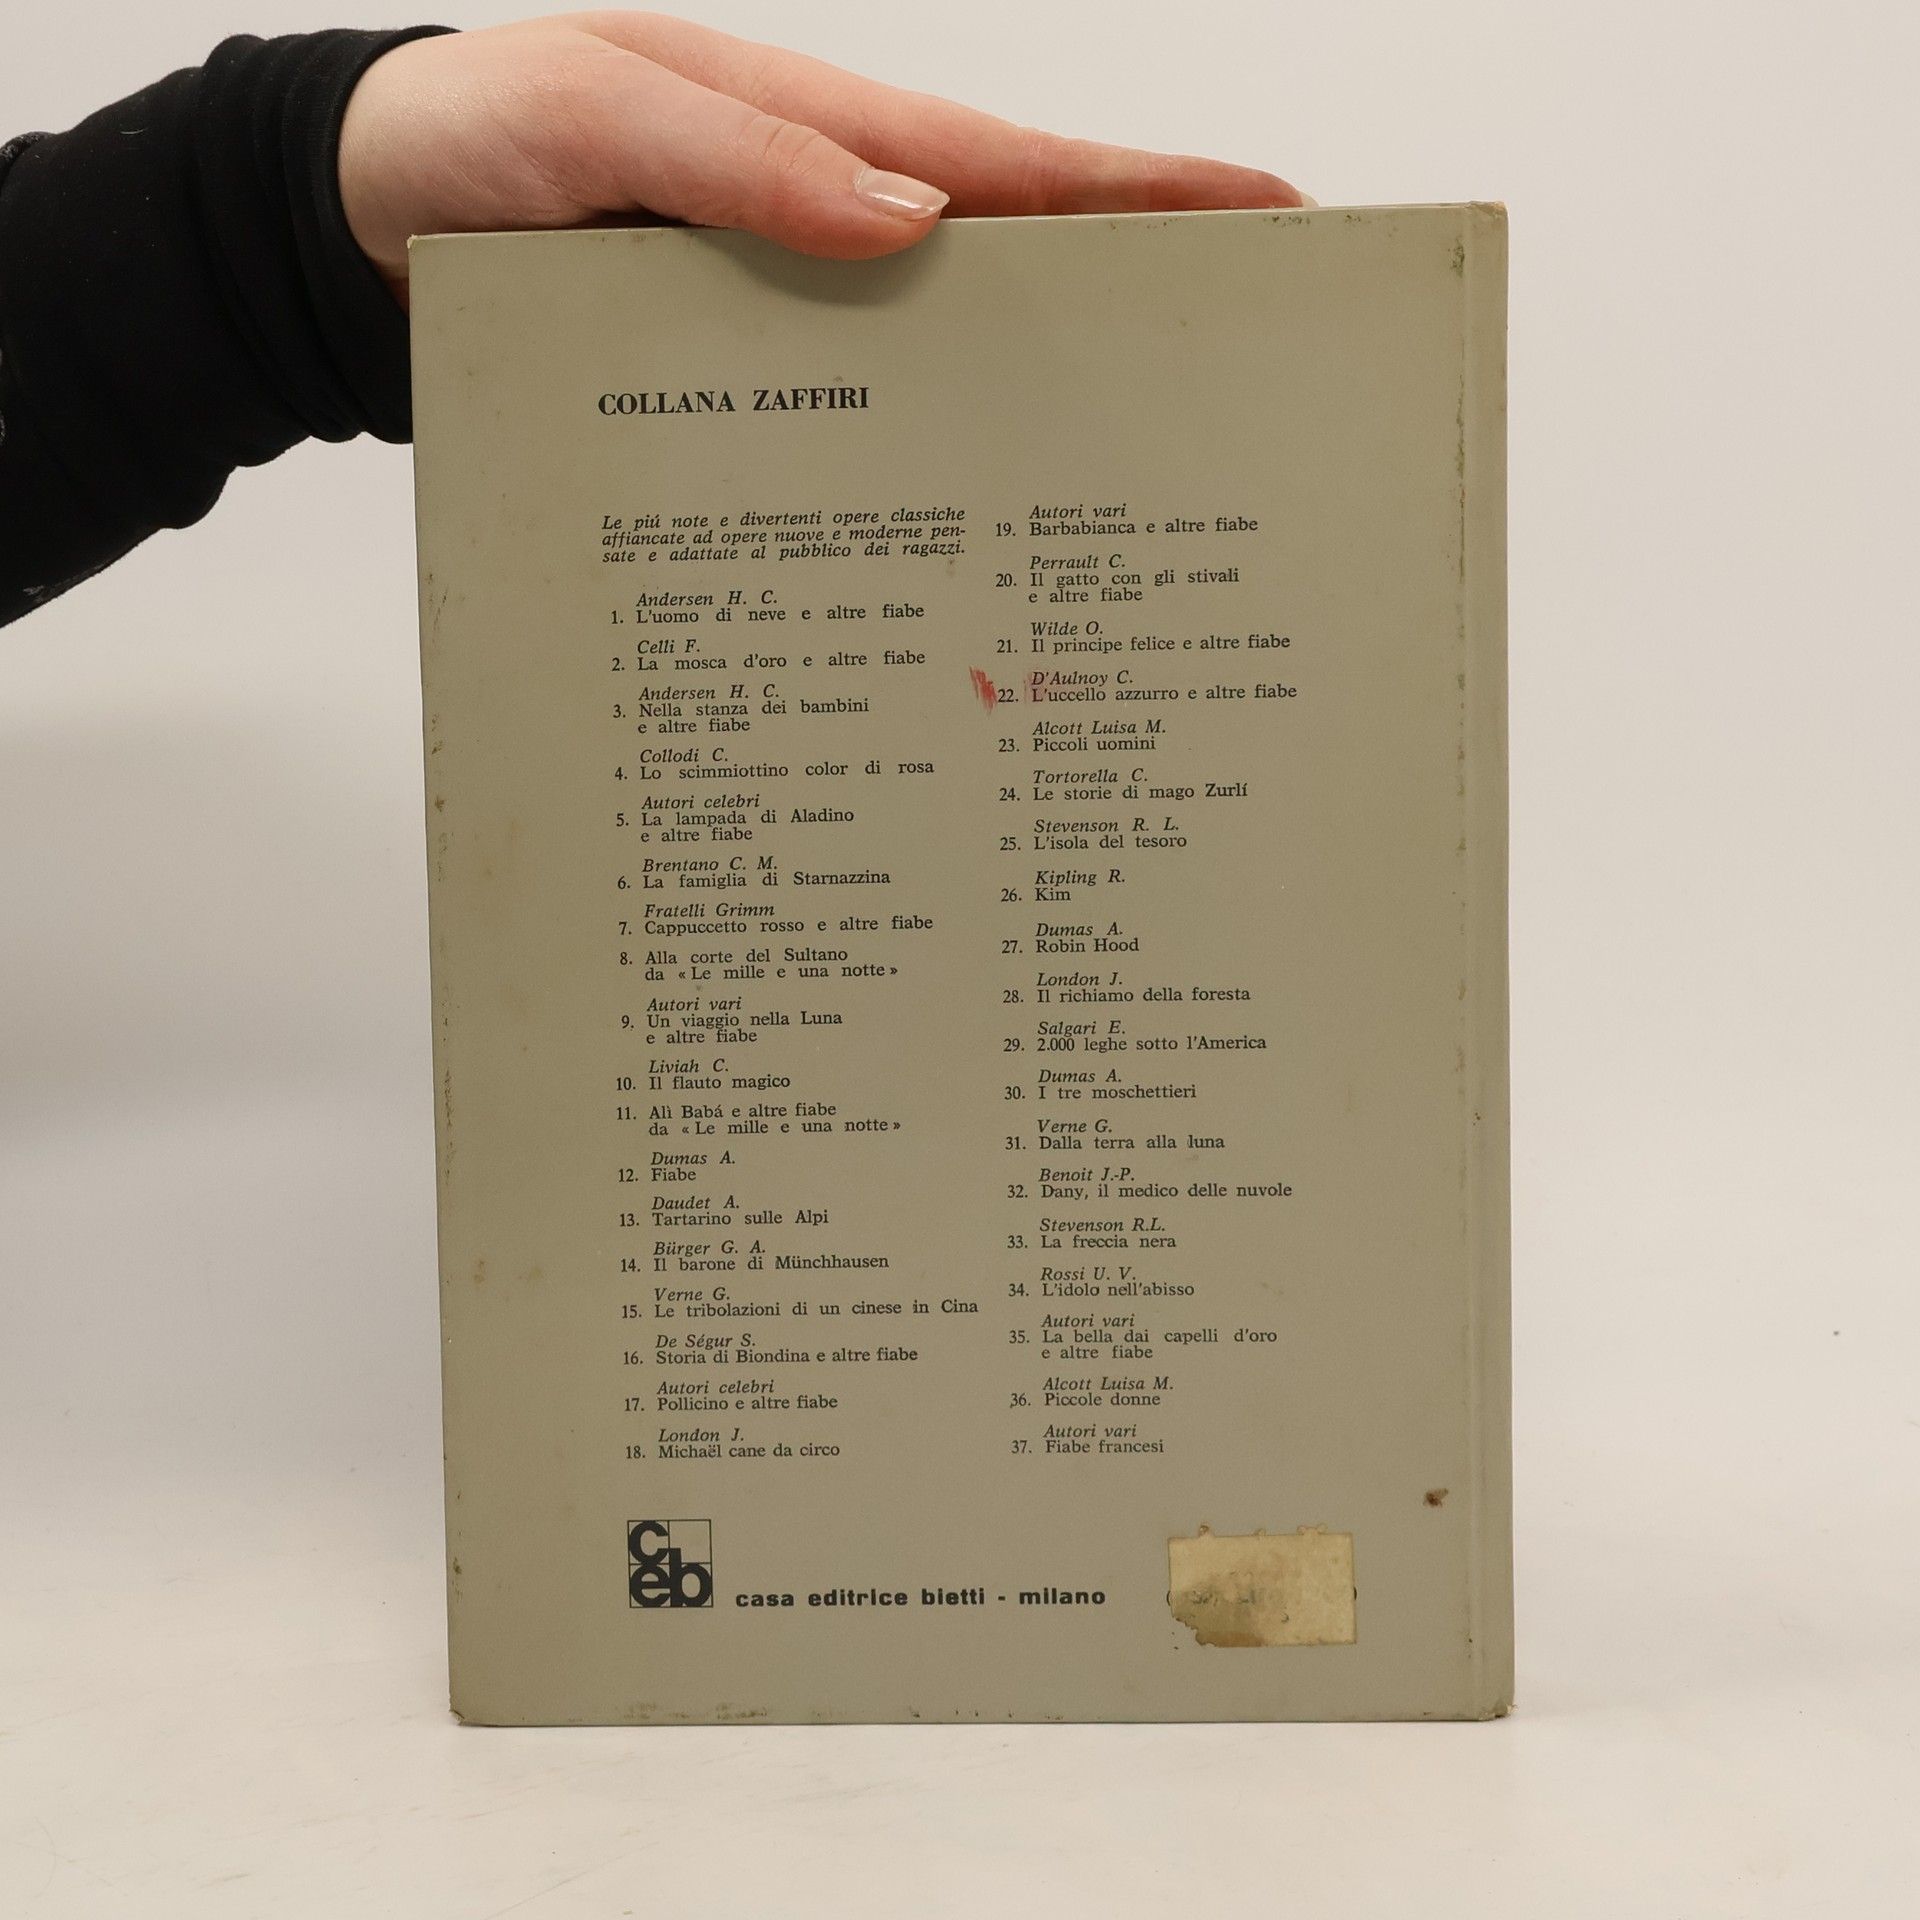 COLLANA ZAFFIRI
Le piú note e divertenti opere classiche
affiancate ad opere nuove e moderne pen-
sate e adattate al pubblico dei ragazzi.
Andersen H. C.
1. L'uomo di neve e altre fiabe
Celli F.
2. La mosca d'oro e altre fiabe
Andersen H. C.
3. Nella stanza dei bambini
e altre fiabe
Collodi C.
4. Lo scimmiottino color di rosa
Autori celebri
5. La lampada di Aladino
e altre fiabe
Brentano C. M.
6. La famiglia di Starnazzina
Fratelli Grimm
7. Cappuccetto rosso e altre fiabe
8. Alla corte del Sultano
da «Le mille e una notte»
Autori vari
9. Un viaggio nella Luna
e altre fiabe
Liviah C.
10. Il flauto magico
11. Alì Babá e altre fiabe
da «Le mille e una notte»
Dumas A.
12. Fiabe
Daudet A.
13. Tartarino sulle Alpi
Bürger G. A.
14. Il barone di Münchhausen
Verne G.
15. Le tribolazioni di un cinese in Cina
De Ségur S.
16. Storia di Biondina e altre fiabe
Autori celebri
17. Pollicino e altre fiabe
London J.
18. Michaël cane da circo
Autori vari
19. Barbabianca e altre fiabe
Perrault C.
20. Il gatto con gli stivali
e altre fiabe
Wilde O.
21. Il principe felice e altre fiabe
D'Aulnoy C.
22. L'uccello azzurro e altre fiabe
Alcott Luisa M.
23. Piccoli uomini
Tortorella C.
24. Le storie di mago Zurlí
Stevenson R. L.
25. L'isola del tesoro
Kipling R.
26. Kim
Dumas A.
27. Robin Hood
London J.
28. Il richiamo della foresta
Salgari E.
29. 2.000 leghe sotto l'America
Dumas A.
30. I tre moschettieri
Verne G.
31. Dalla terra alla luna
Benoit J.-P.
32. Dany, il medico delle nuvole
Stevenson R.L.
33. La freccia nera
Rossi U. V.
34. L'idolo nell'abisso
Autori vari
35. La bella dai capelli d'oro
e altre fiabe
Alcott Luisa M.
36. Piccole donne
Autori vari
37. Fiabe francesi
ceb
casa editrice bietti - milano